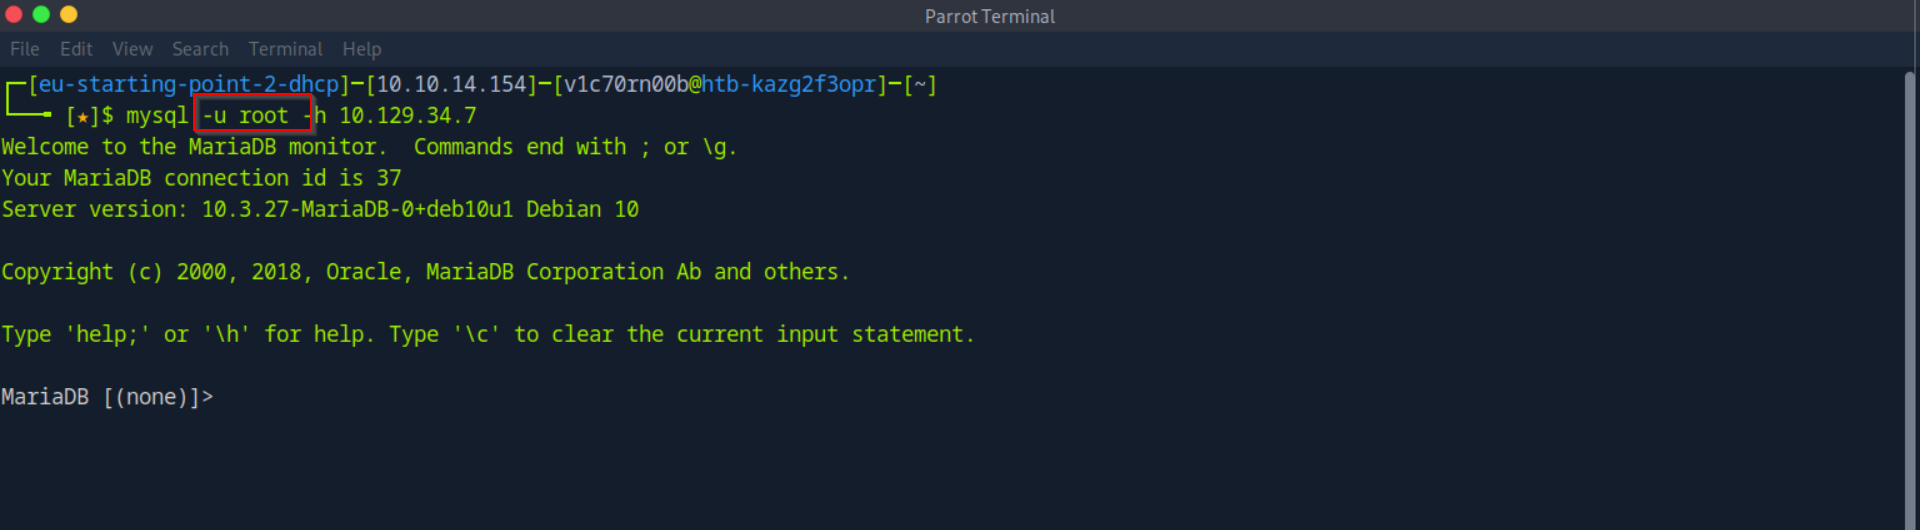 Parrot Terminal
File Edit View Search Terminal Help
[eu-starting-point-2-dhcp]─[10.10.14.154]─[v1c70rn00b@htb-kazg2f3opr]─[~]
[★]$ mysql -u root -h 10.129.34.7
Welcome to the MariaDB monitor.  Commands end with ; or \g.
Your MariaDB connection id is 37
Server version: 10.3.27-MariaDB-0+deb10u1 Debian 10
Copyright (c) 2000, 2018, Oracle, MariaDB Corporation Ab and others.
Type 'help;' or '\h' for help. Type '\c' to clear the current input statement.
MariaDB [(none)]>